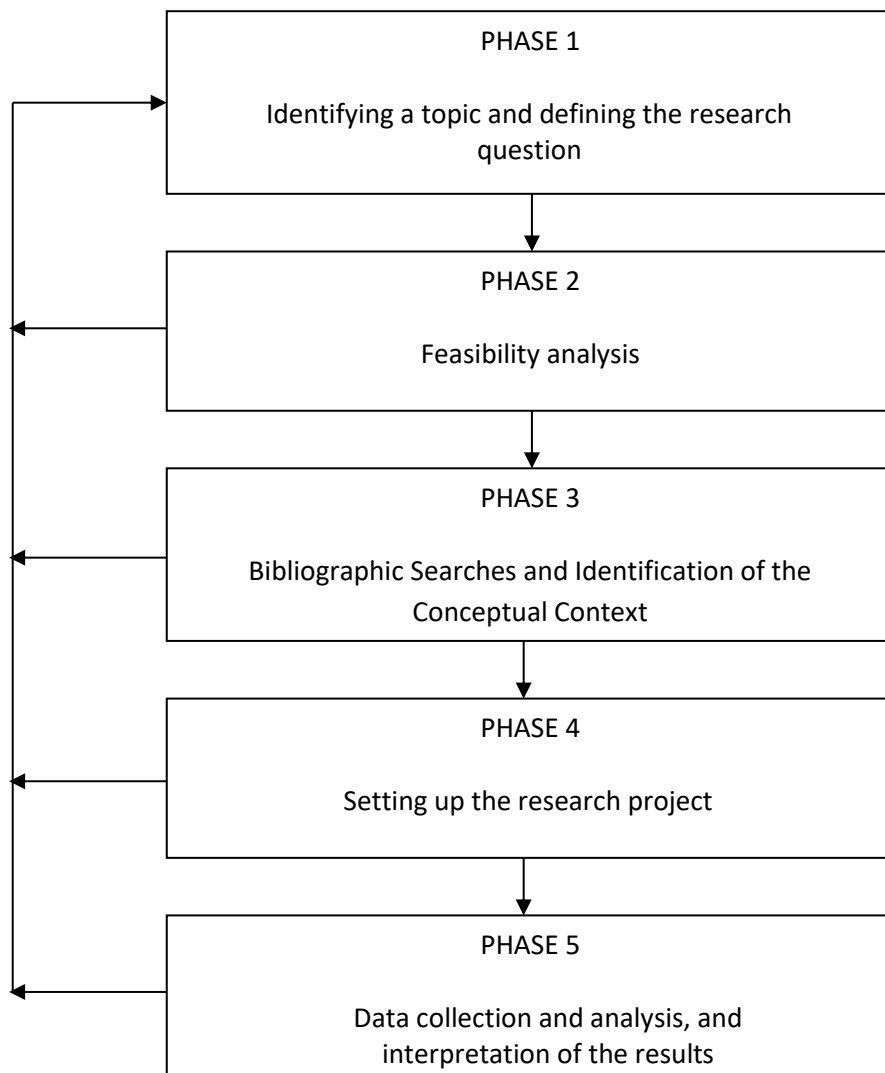 PHASE 1
Identifying a topic and defining the research
question
PHASE 2
Feasibility analysis
PHASE 3
Bibliographic Searches and Identification of the
Conceptual Context
PHASE 4
Setting up the research project
PHASE 5
Data collection and analysis, and
interpretation of the results